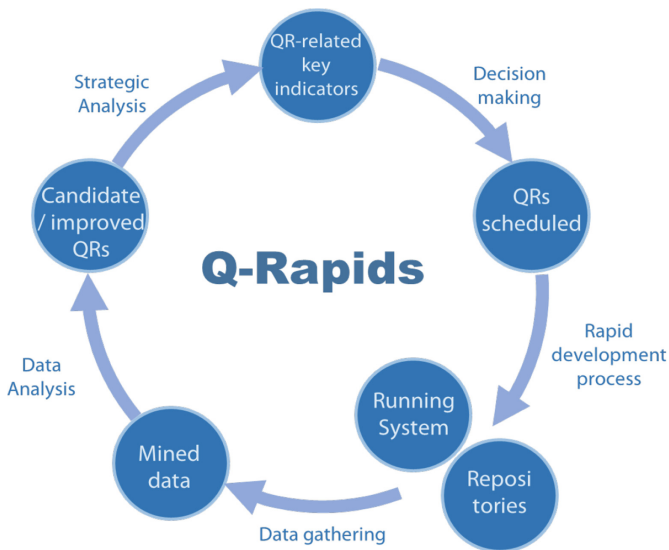 QR-related
key
indicators
Strategic
Analysis
Decision
making
Candidate
/ improved
QRs
QRs
scheduled
Q-Rapids
Rapid
development
process
Data
Analysis
Running
System
Mined
data
Reposi
tories
Data gathering